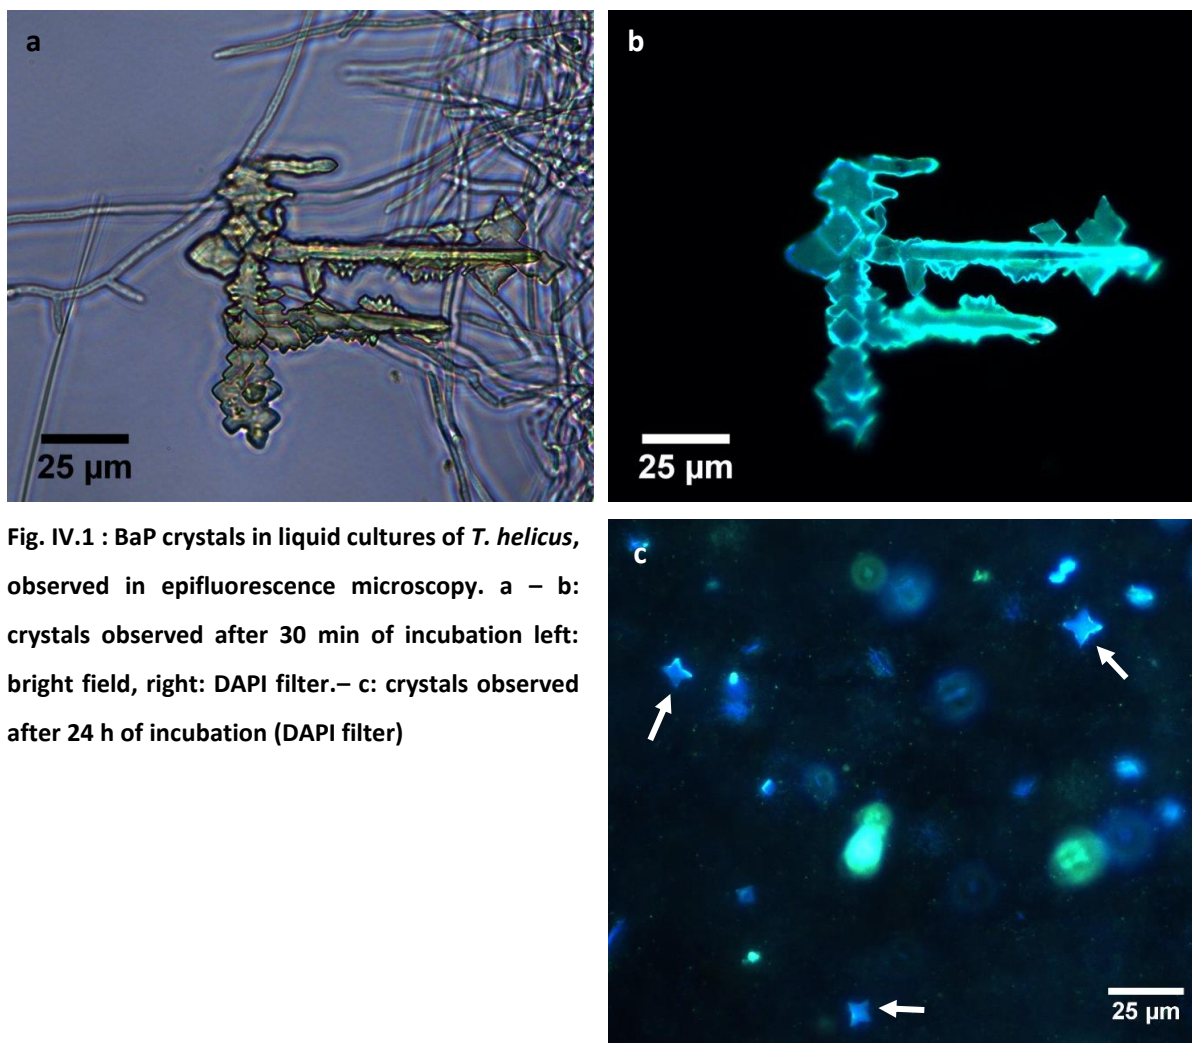 a
25 µm
b
25 µm
Fig. IV.1 : BaP crystals in liquid cultures of T. helicus,
observed in epifluorescence microscopy. a – b:
crystals observed after 30 min of incubation left:
bright field, right: DAPI filter.– c: crystals observed
after 24 h of incubation (DAPI filter)
c
25 µm